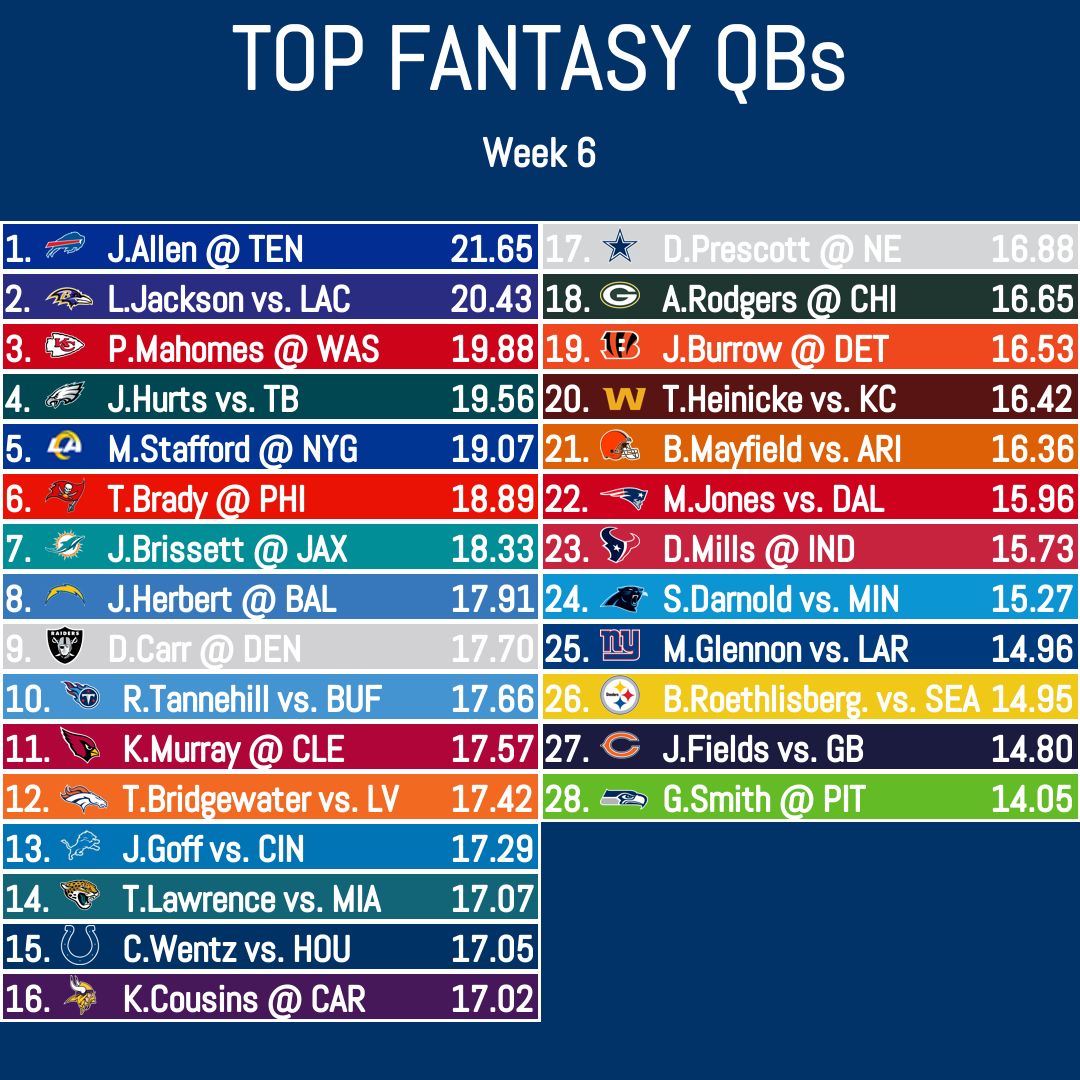 TOP FANTASY QBs
Week 6
1. J.Allen @ TEN 21.65
2. L.Jackson vs. LAC 20.43
3. P.Mahomes @ WAS 19.88
4. J.Hurts vs. TB 19.56
5. M.Stafford @ NYG 19.07
6. T.Brady @ PHI 18.89
7. J.Brissett @ JAX 18.33
8. J.Herbert @ BAL 17.91
9. RAIDERS D.Carr @ DEN 17.70
10. R.Tannehill vs. BUF 17.66
11. K.Murray @ CLE 17.57
12. T.Bridgewater vs. LV 17.42
13. J.Goff vs. CIN 17.29
14. T.Lawrence vs. MIA 17.07
15. C.Wentz vs. HOU 17.05
16. K.Cousins @ CAR 17.02
17. D.Prescott @ NE 16.88
18. G A.Rodgers @ CHI 16.65
19. J.Burrow @ DET 16.53
20. W T.Heinicke vs. KC 16.42
21. B.Mayfield vs. ARI 16.36
22. M.Jones vs. DAL 15.96
23. D.Mills @ IND 15.73
24. S.Darnold vs. MIN 15.27
25. ny M.Glennon vs. LAR 14.96
26. Steelers B.Roethlisberg. vs. SEA 14.95
27. C J.Fields vs. GB 14.80
28. G.Smith @ PIT 14.05